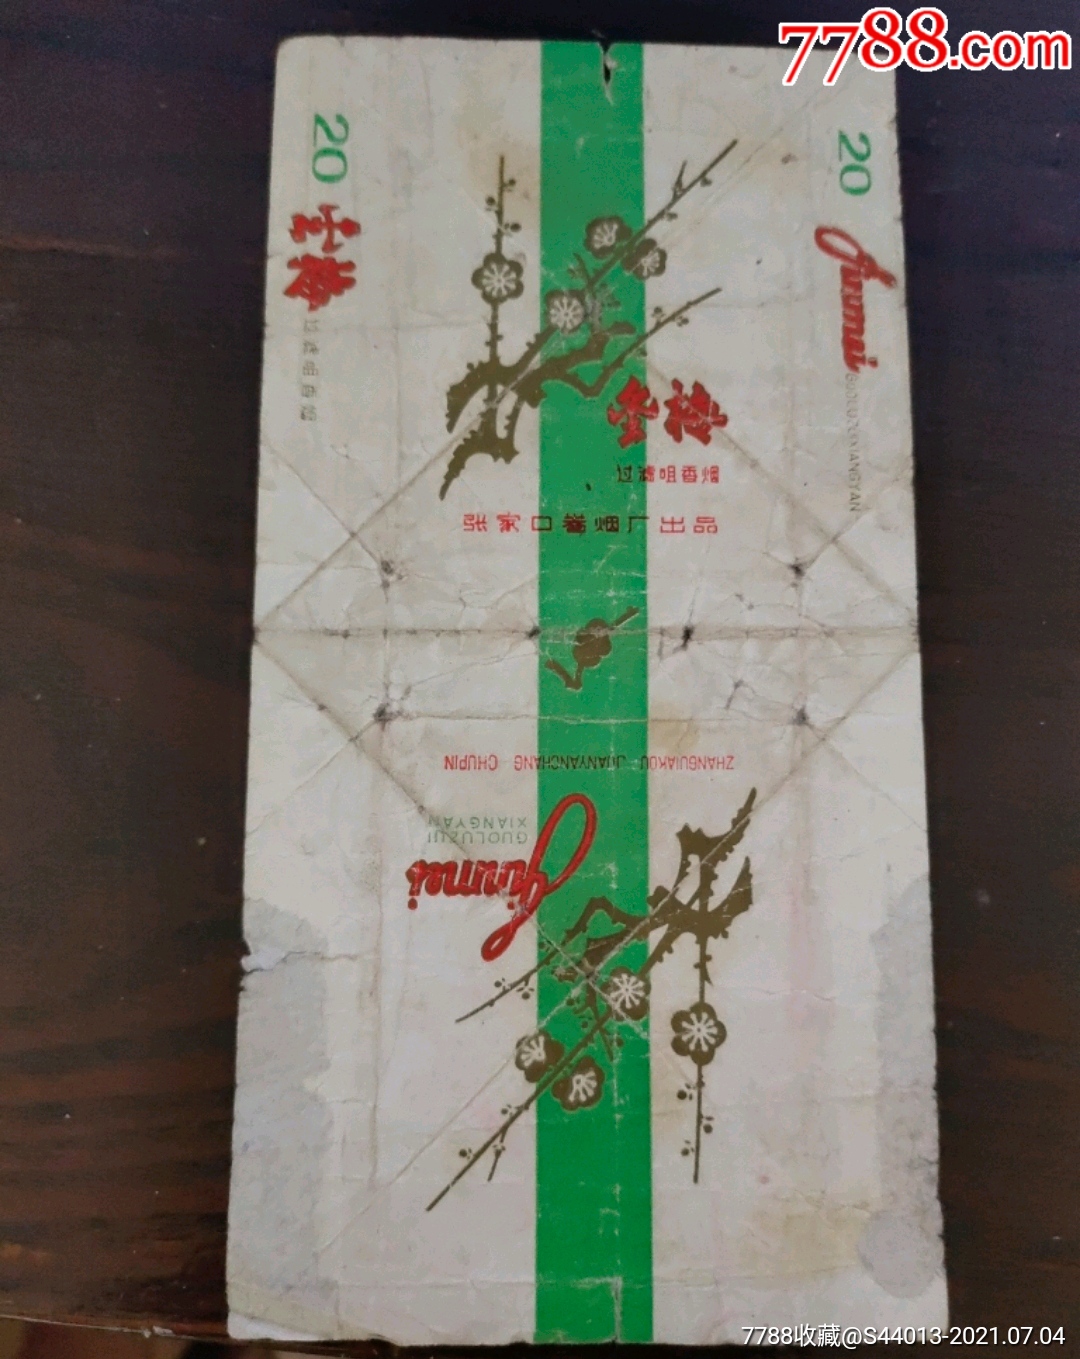 7788.com
20
金梅
过滤咀香烟
20
Jinmei
GUOLUZUIXIANGYAN
金梅
过滤咀香烟
张家口卷烟厂出品
ZHANGJIAKOU JUANYANCHANG CHUPIN
GUOLUZUI
XIANGYAN
Jinmei
7788收藏@S44013-2021.07.04